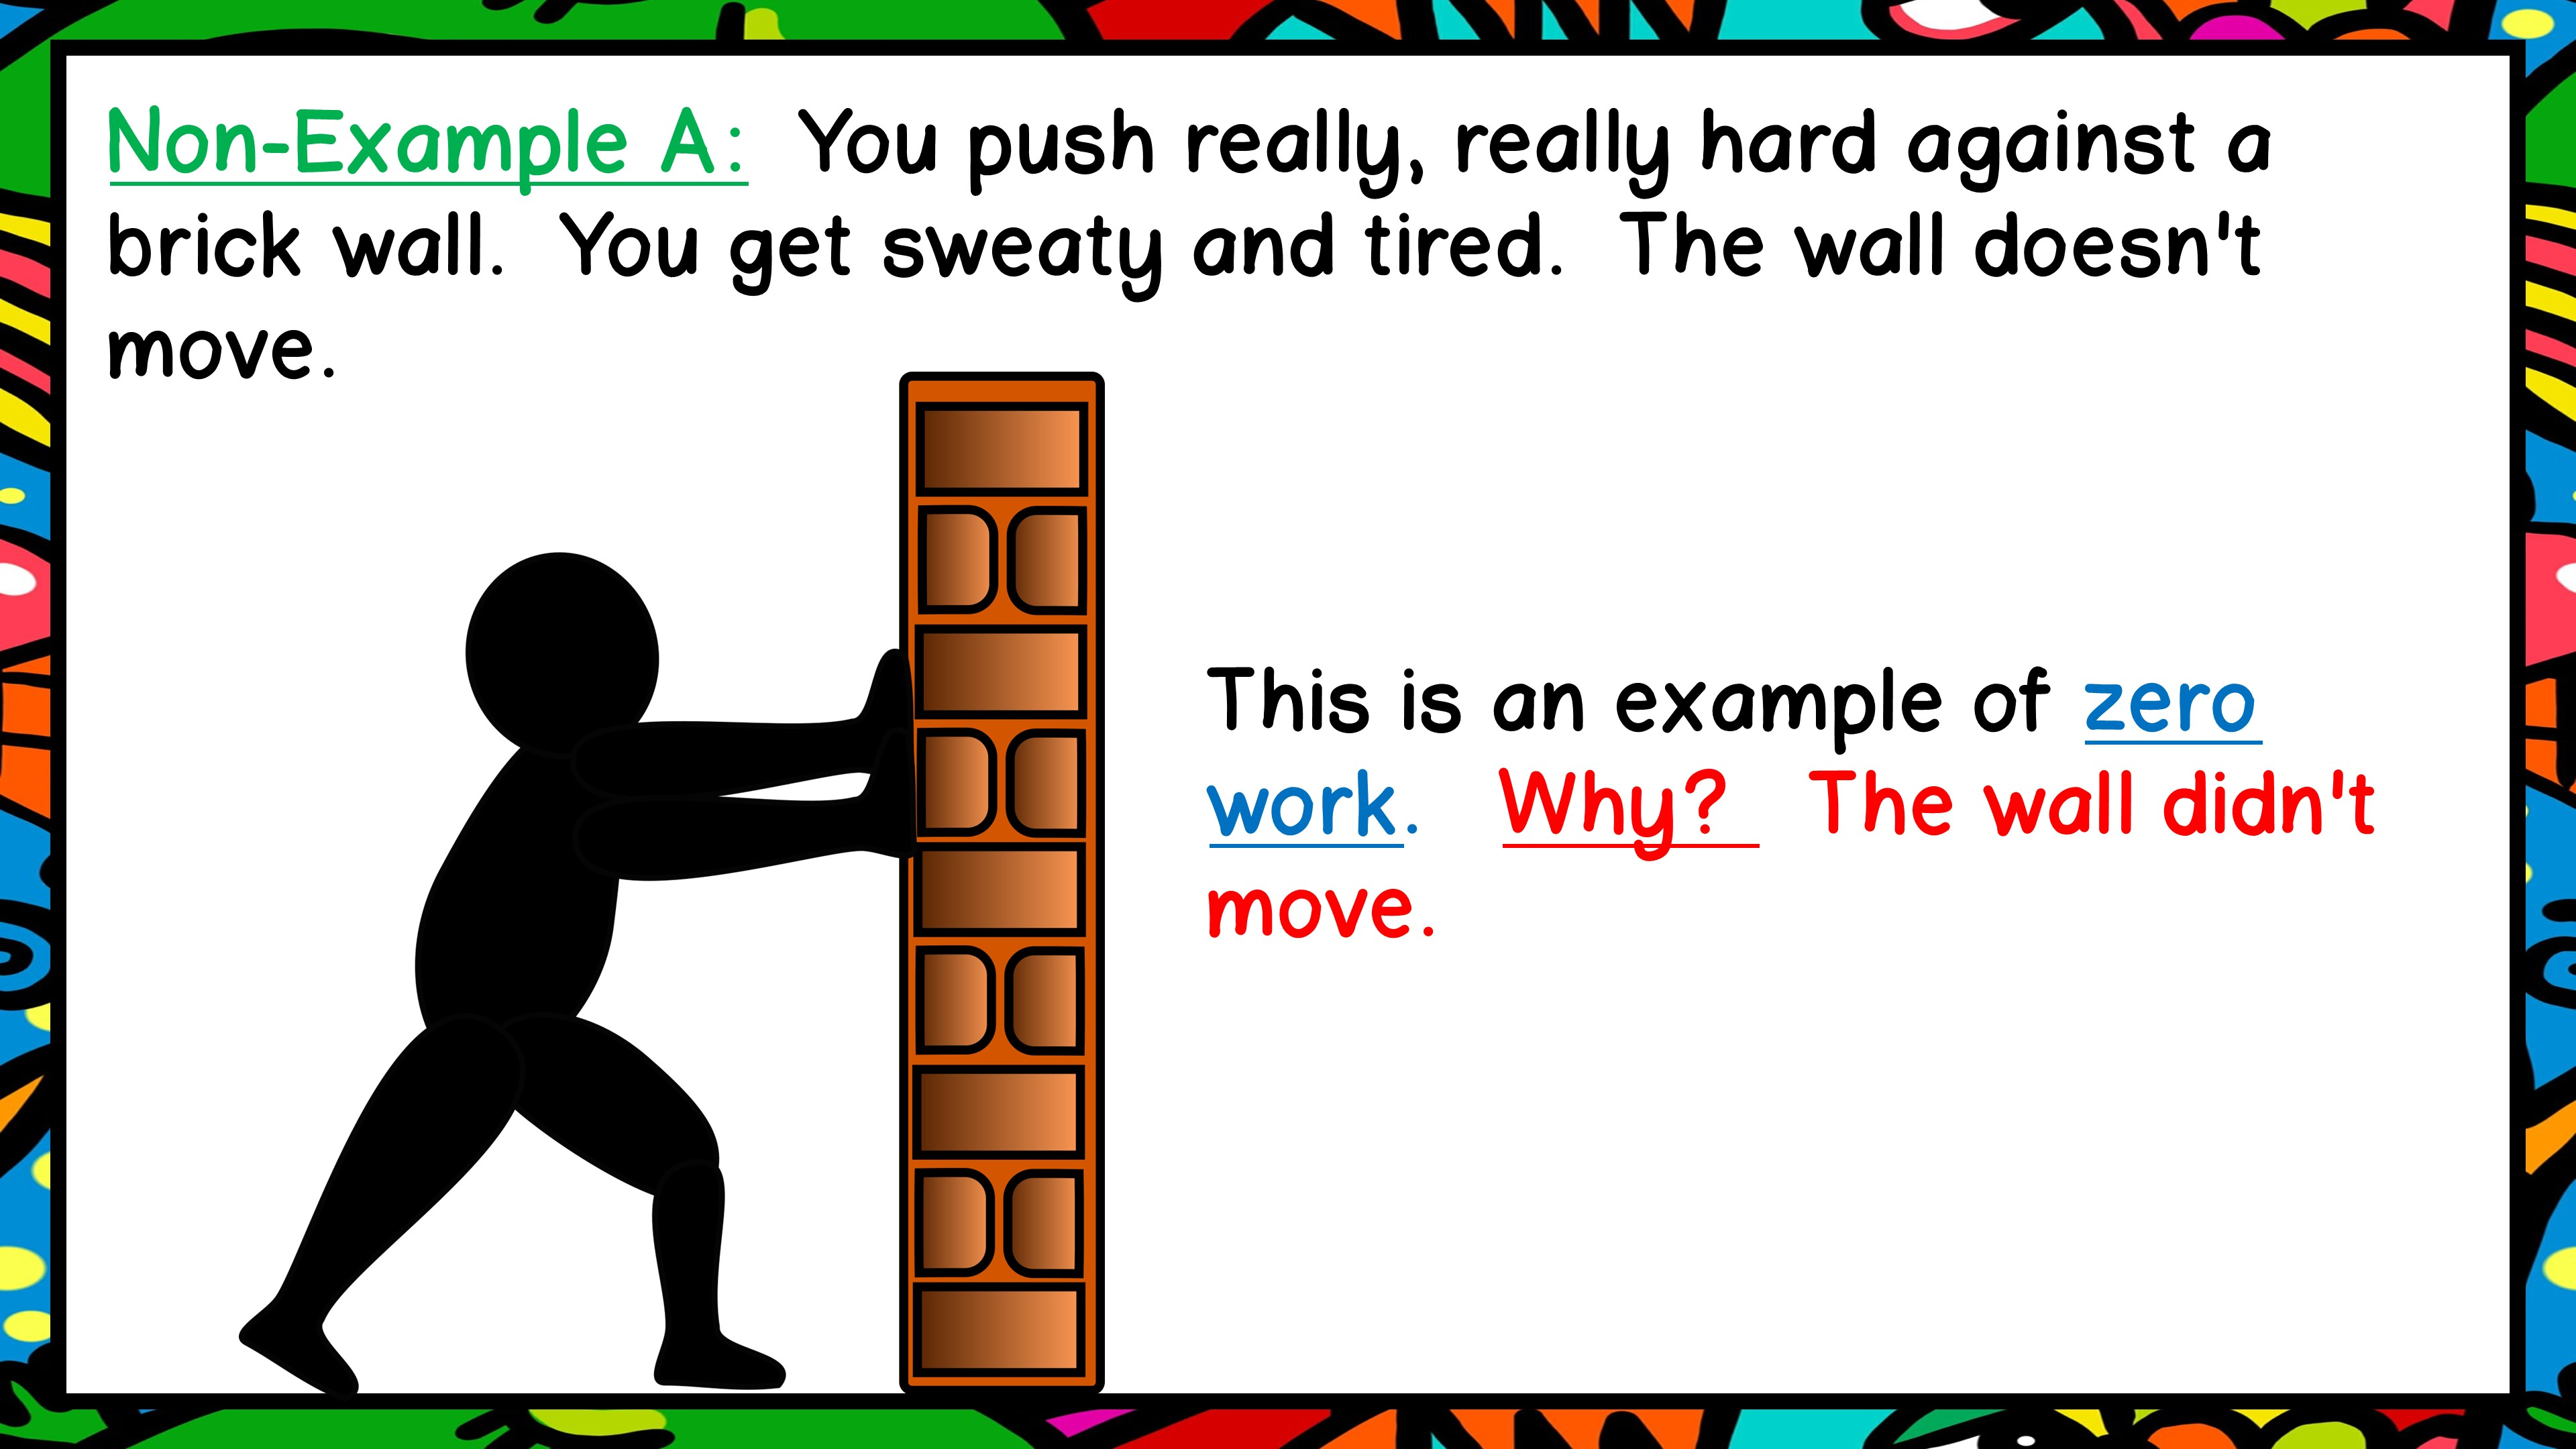 Non-Example A: You push really, really hard against a
brick wall. You get sweaty and tired. The wall doesn't
move.
This is an example of zero
work. Why? The wall didn't
move.